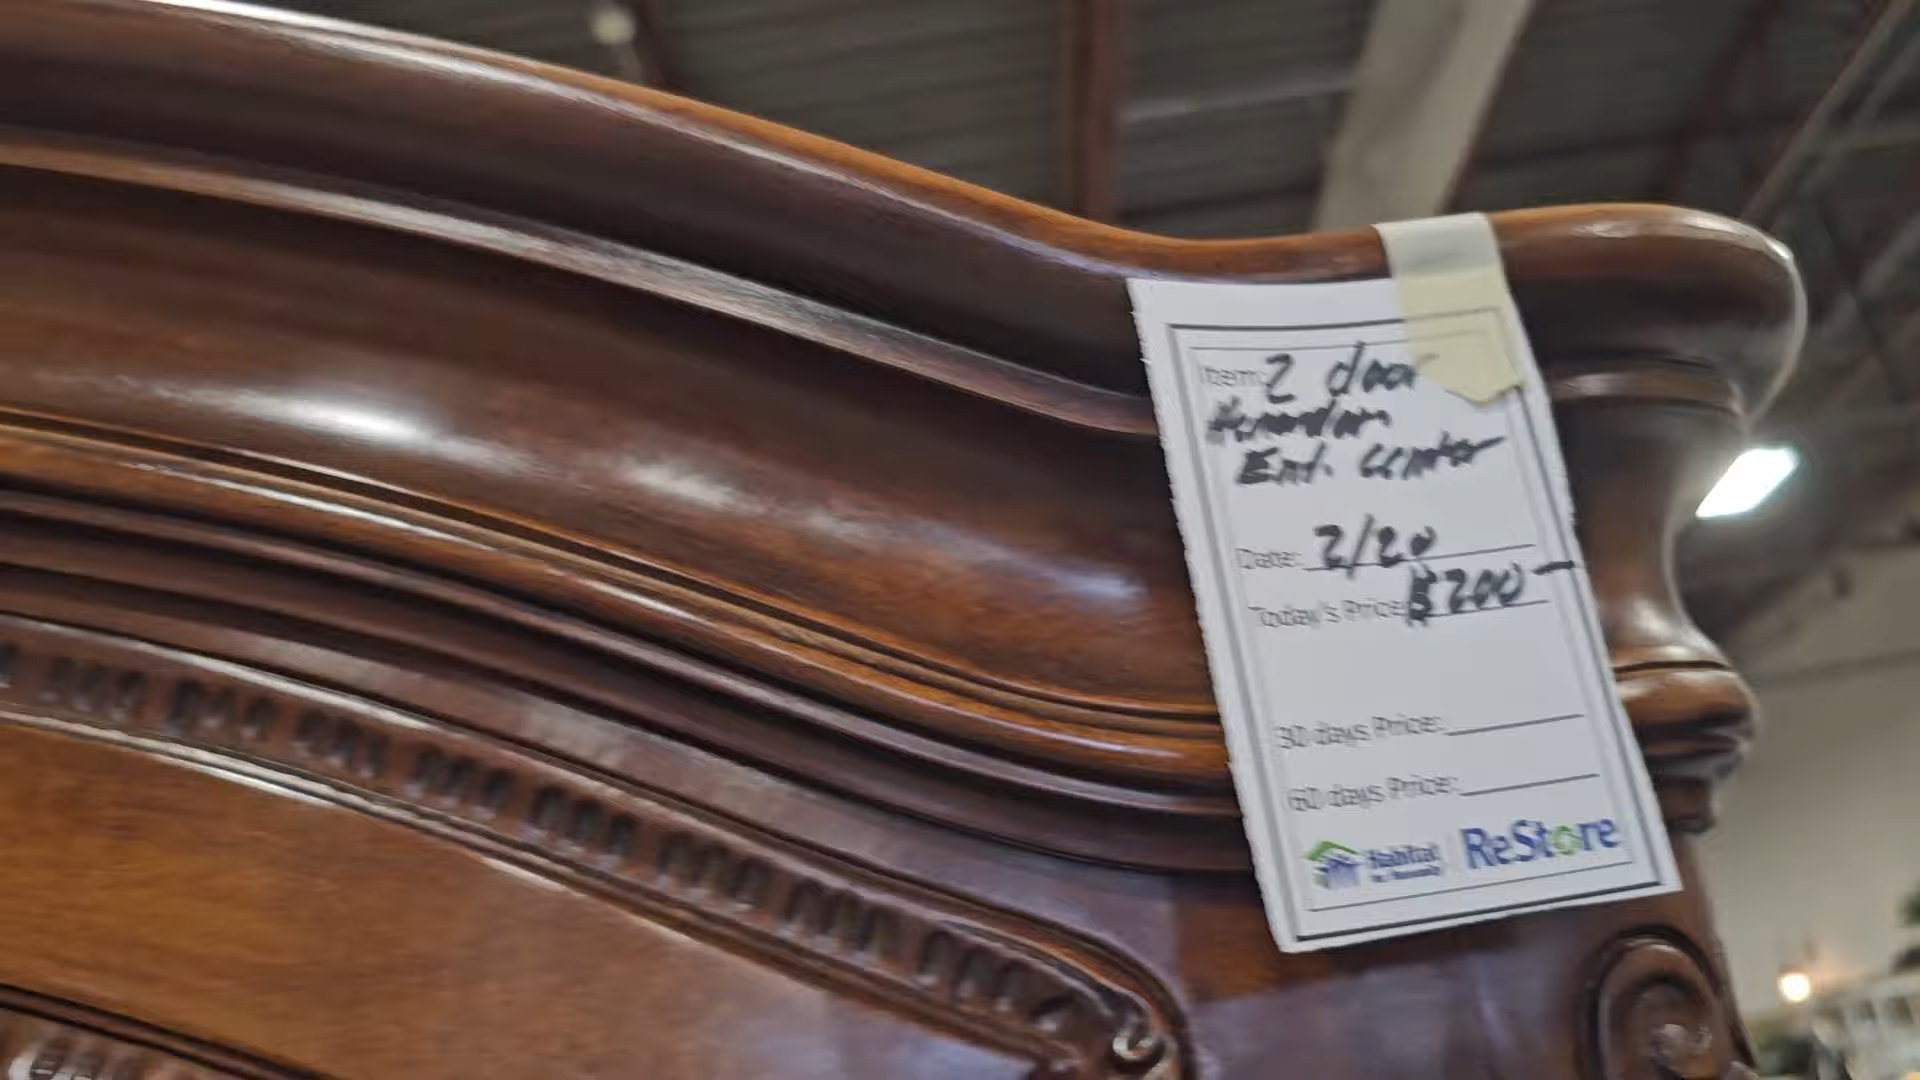 Item: 2 door
Ent. Center
Date: 2/20
Today's Price: $200-
30 days Price:
60 days Price:
Habitat for Humanity ReStore